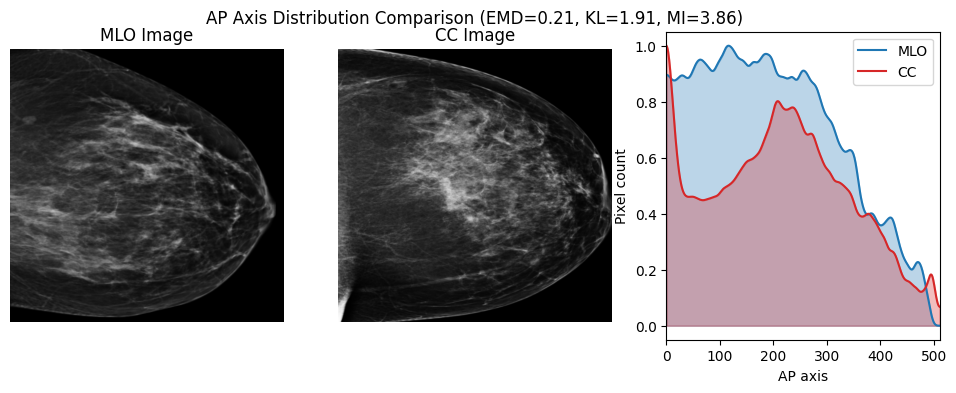 AP Axis Distribution Comparison (EMD=0.21, KL=1.91, MI=3.86)
MLO Image
CC Image
MLO
CC
Pixel count
1.0
0.8
0.6
0.4
0.2
0.0
0 100 200 300 400 500
AP axis